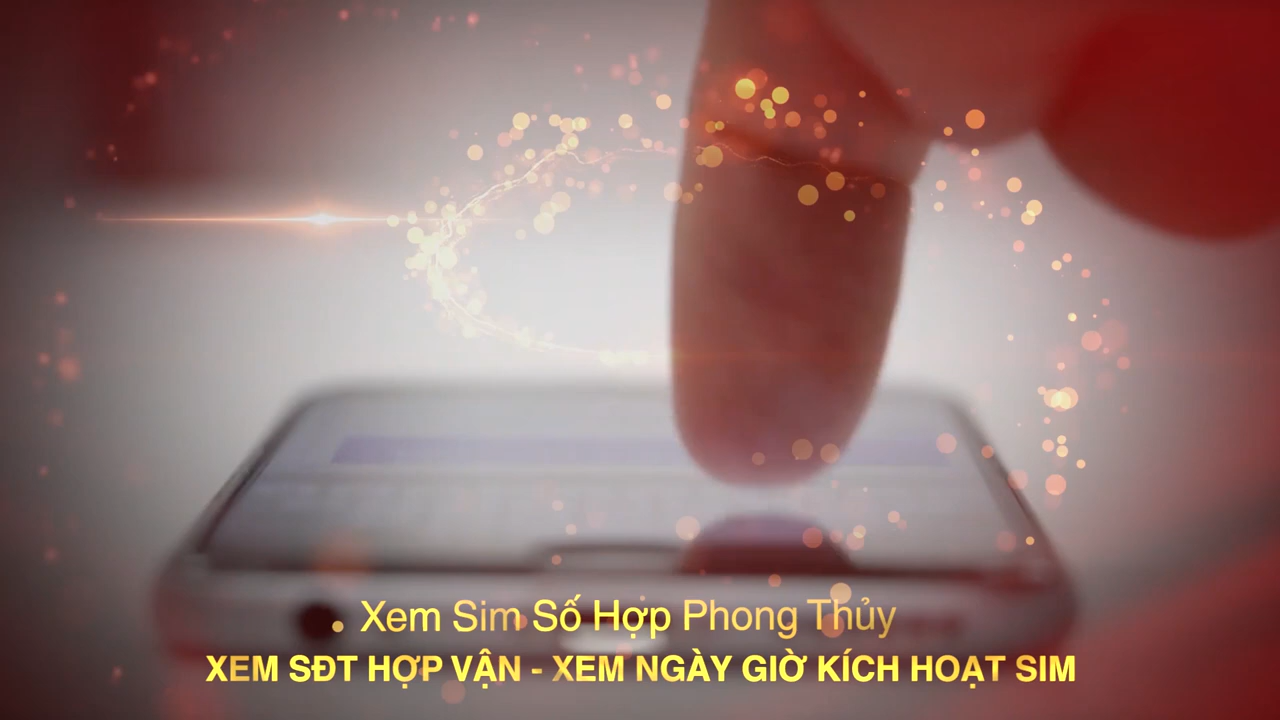 Xem Sim Số Hợp Phong Thủy
XEM SĐT HỢP VẬN - XEM NGÀY GIỜ KÍCH HOẠT SIM